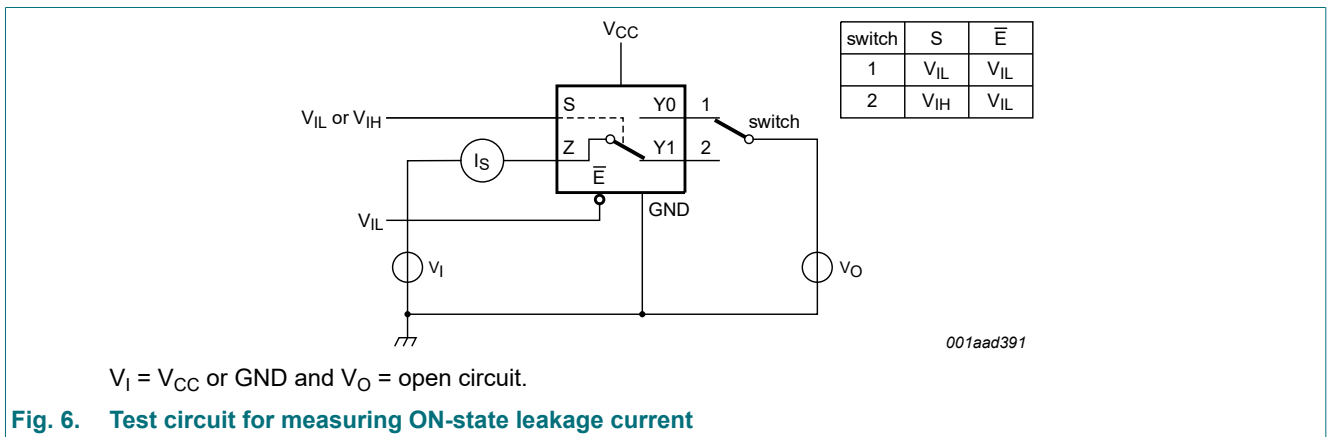 VCC
switch S E̅
1 VIL VIL
2 VIH VIL
VIL or VIH
S
Y0
1
switch
IS
Z
Y1
2
E̅
GND
VIL
VI
VO
001aad391
VI = VCC or GND and VO = open circuit.
Fig. 6. Test circuit for measuring ON-state leakage current